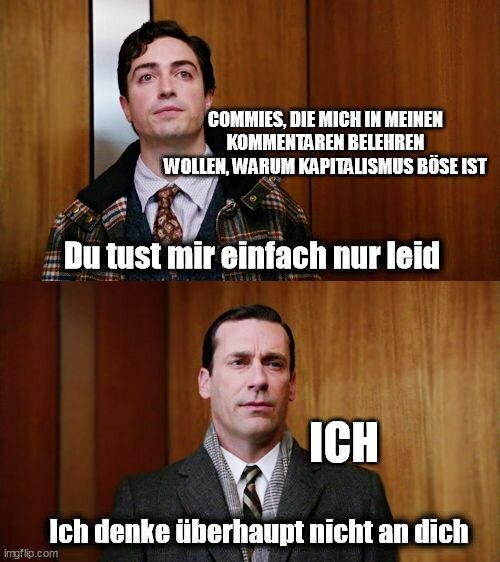 COMMIES, DIE MICH IN MEINEN
KOMMENTAREN BELEHREN
WOLLEN, WARUM KAPITALISMUS BÖSE IST
Du tust mir einfach nur leid
ICH
Ich denke überhaupt nicht an dich
imgflip.com